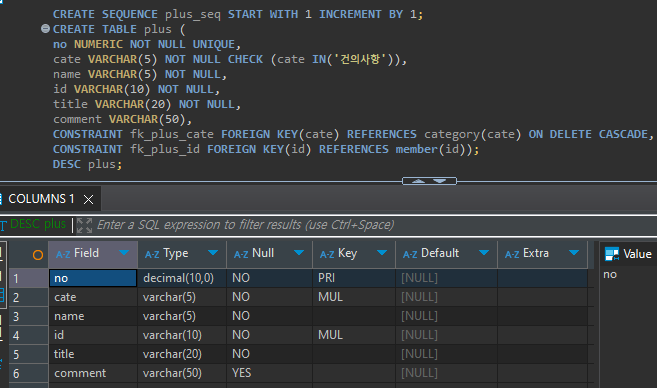 CREATE SEQUENCE plus_seq START WITH 1 INCREMENT BY 1;
CREATE TABLE plus (
no NUMERIC NOT NULL UNIQUE,
cate VARCHAR(5) NOT NULL CHECK (cate IN('건의사항')),
name VARCHAR(5) NOT NULL,
id VARCHAR(10) NOT NULL,
title VARCHAR(20) NOT NULL,
comment VARCHAR(50),
CONSTRAINT fk_plus_cate FOREIGN KEY(cate) REFERENCES category(cate) ON DELETE CASCADE,
CONSTRAINT fk_plus_id FOREIGN KEY(id) REFERENCES member(id));
DESC plus;
COLUMNS 1
DESC plus Enter a SQL expression to filter results (use Ctrl+Space)
A-Z Field A-Z Type A-Z Null A-Z Key A-Z Default A-Z Extra Value
1 no decimal(10,0) NO PRI [NULL] no
2 cate varchar(5) NO MUL [NULL]
3 name varchar(5) NO [NULL]
4 id varchar(10) NO MUL [NULL]
5 title varchar(20) NO [NULL]
6 comment varchar(50) YES [NULL]